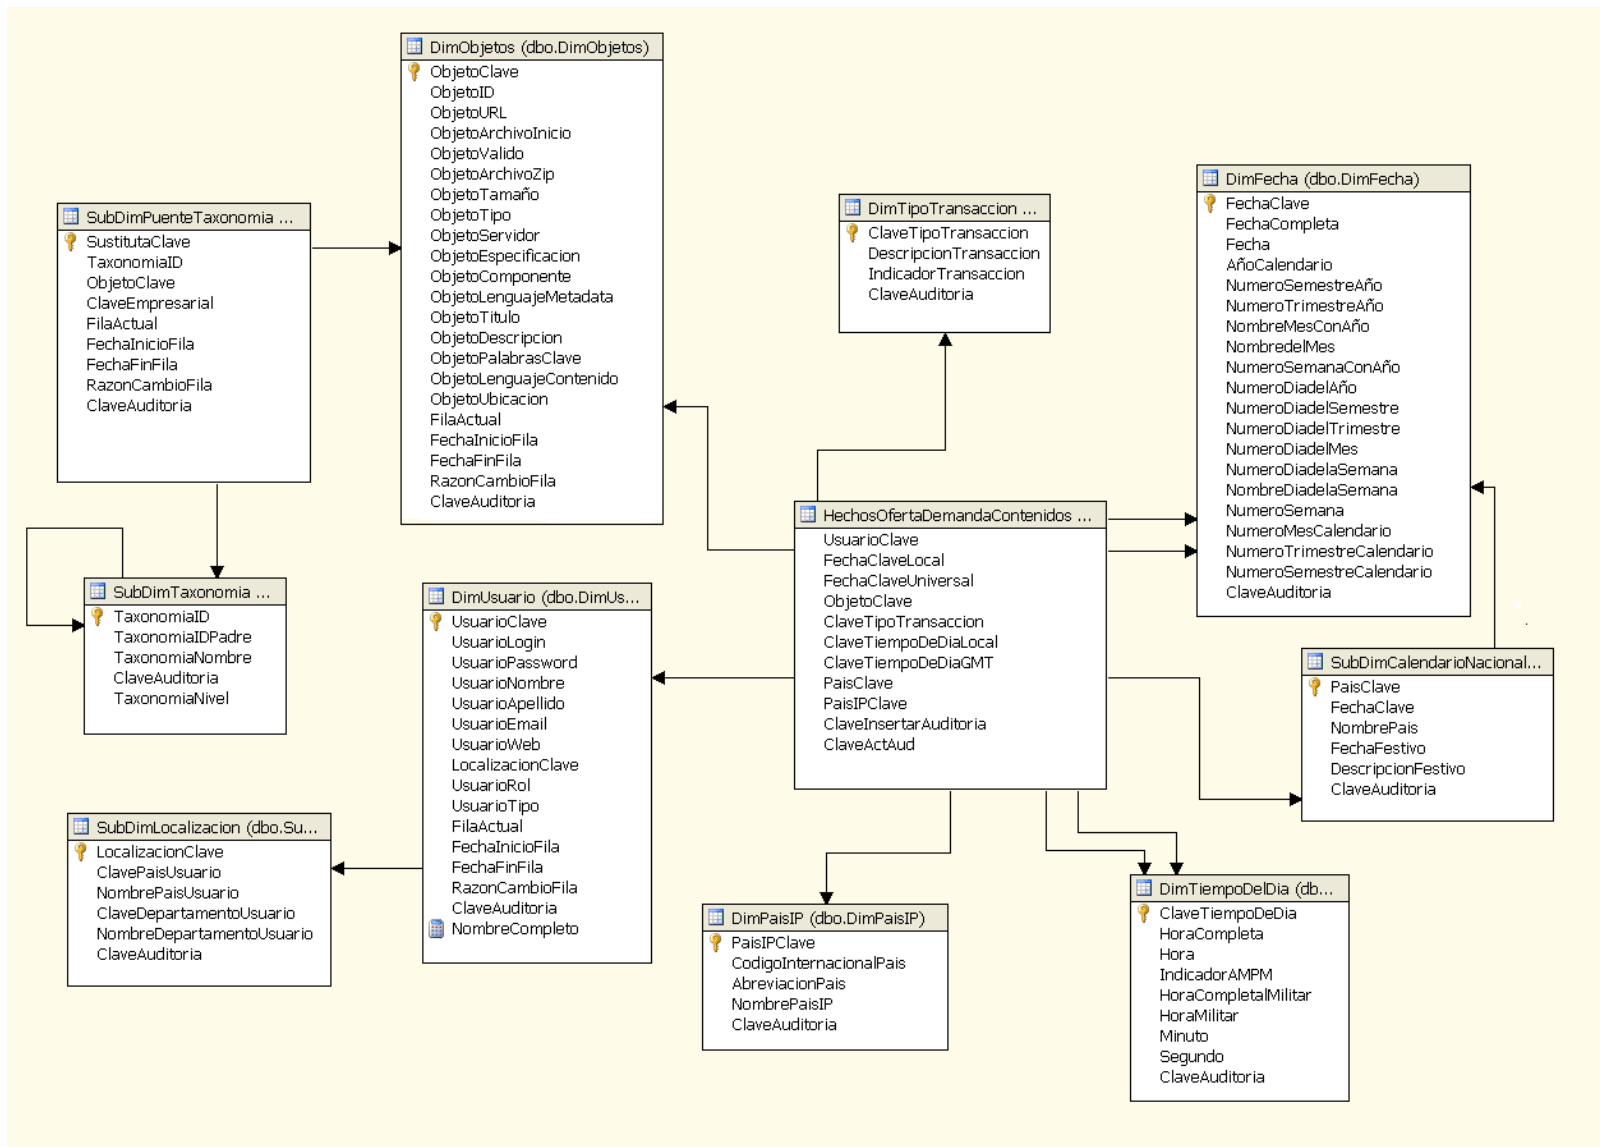 DimObjetos (dbo.DimObjetos)
ObjetoClave
ObjetoID
ObjetoURL
ObjetoArchivoInicio
ObjetoValido
ObjetoArchivoZip
ObjetoTamaño
ObjetoTipo
ObjetoServidor
ObjetoEspecificacion
ObjetoComponente
ObjetoLenguajeMetadata
ObjetoTitulo
ObjetoDescripcion
ObjetoPalabrasClave
ObjetoLenguajeContenido
ObjetoUbicacion
FilaActual
FechaInicioFila
FechaFinFila
RazonCambioFila
ClaveAuditoria
SubDimPuenteTaxonomia ...
SustitutaClave
TaxonomiaID
ObjetoClave
ClaveEmpresarial
FilaActual
FechaInicioFila
FechaFinFila
RazonCambioFila
ClaveAuditoria
DimTipoTransaccion ...
ClaveTipoTransaccion
DescripcionTransaccion
IndicadorTransaccion
ClaveAuditoria
DimFecha (dbo.DimFecha)
FechaClave
FechaCompleta
Fecha
AñoCalendario
NumeroSemestreAño
NumeroTrimestreAño
NombreMesConAño
NombredelMes
NumeroSemanaConAño
NumeroDiadelAño
NumeroDiadelSemestre
NumeroDiadelTrimestre
NumeroDiadelMes
NumeroDiadelaSemana
NombreDiadelaSemana
NumeroSemana
NumeroMesCalendario
NumeroTrimestreCalendario
NumeroSemestreCalendario
ClaveAuditoria
HechosOfertaDemandaContenidos ...
UsuarioClave
FechaClaveLocal
FechaClaveUniversal
ObjetoClave
ClaveTipoTransaccion
ClaveTiempoDeDiaLocal
ClaveTiempoDeDiaGMT
PaisClave
PaisIPClave
ClaveInsertarAuditoria
ClaveActAud
SubDimTaxonomia ...
TaxonomiaID
TaxonomiaIDPadre
TaxonomiaNombre
ClaveAuditoria
TaxonomiaNivel
DimUsuario (dbo.DimUs...
UsuarioClave
UsuarioLogin
UsuarioPassword
UsuarioNombre
UsuarioApellido
UsuarioEmail
UsuarioWeb
LocalizacionClave
UsuarioRol
UsuarioTipo
FilaActual
FechaInicioFila
FechaFinFila
RazonCambioFila
ClaveAuditoria
NombreCompleto
SubDimCalendarioNacional...
PaisClave
FechaClave
NombrePais
FechaFestivo
DescripcionFestivo
ClaveAuditoria
SubDimLocalizacion (dbo.Su...
LocalizacionClave
ClavePaisUsuario
NombrePaisUsuario
ClaveDepartamentoUsuario
NombreDepartamentoUsuario
ClaveAuditoria
DimPaisIP (dbo.DimPaisIP)
PaisIPClave
CodigoInternacionalPais
AbreviacionPais
NombrePaisIP
ClaveAuditoria
DimTiempoDelDia (db...
ClaveTiempoDeDia
HoraCompleta
Hora
IndicadorAMPM
HoraCompletalMilitar
HoraMilitar
Minuto
Segundo
ClaveAuditoria